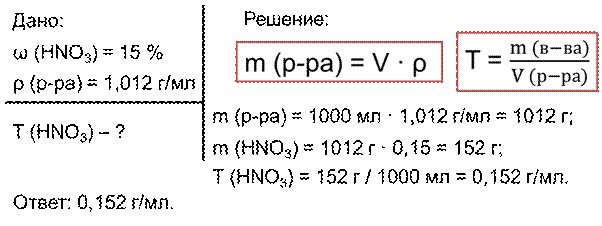 Дано:
ω (HNO₃) = 15 %
ρ (р-ра) = 1,012 г/мл
T (HNO₃) – ?
Ответ: 0,152 г/мл.
Решение:
m (р-ра) = V · ρ
T = m (в-ва) / V (р-ра)
m (р-ра) = 1000 мл · 1,012 г/мл = 1012 г;
m (HNO₃) = 1012 г · 0,15 = 152 г;
T (HNO₃) = 152 г / 1000 мл = 0,152 г/мл.